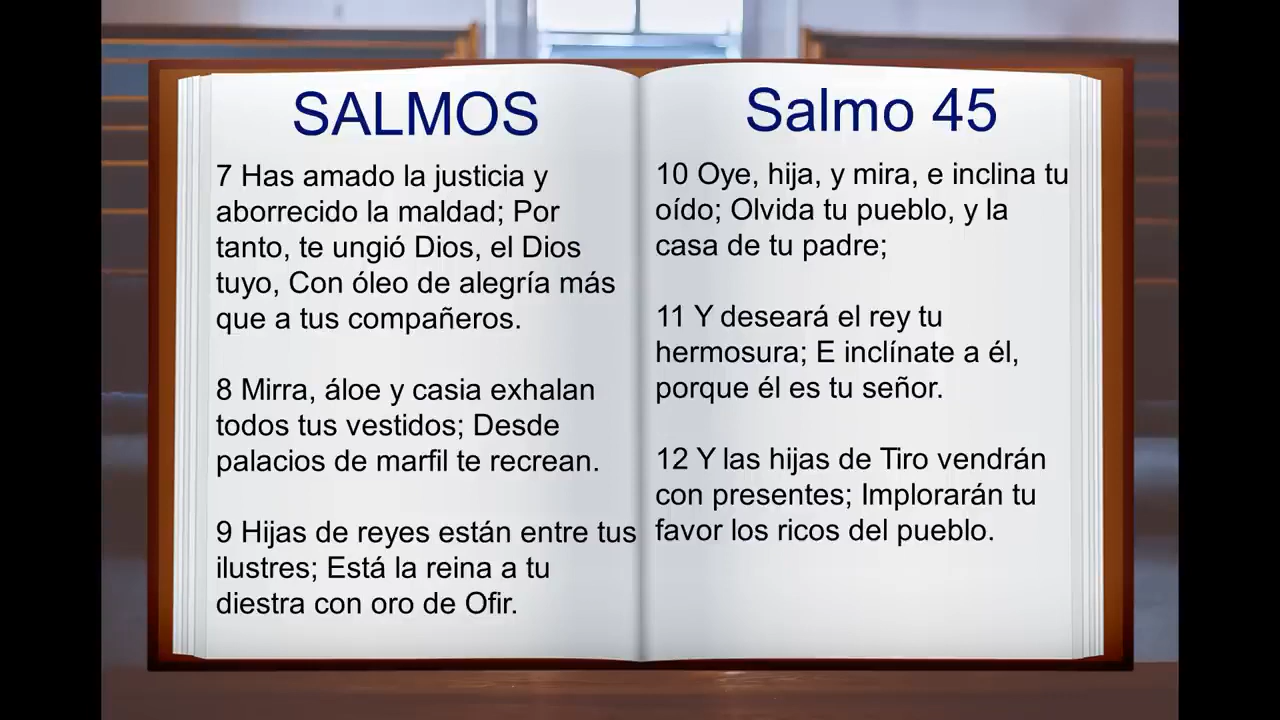 SALMOS
7 Has amado la justicia y
aborrecido la maldad; Por
tanto, te ungió Dios, el Dios
tuyo, Con óleo de alegría más
que a tus compañeros.
8 Mirra, áloe y casia exhalan
todos tus vestidos; Desde
palacios de marfil te recrean.
9 Hijas de reyes están entre tus
ilustres; Está la reina a tu
diestra con oro de Ofir.
Salmo 45
10 Oye, hija, y mira, e inclina tu
oído; Olvida tu pueblo, y la
casa de tu padre;
11 Y deseará el rey tu
hermosura; E inclínate a él,
porque él es tu señor.
12 Y las hijas de Tiro vendrán
con presentes; Implorarán tu
favor los ricos del pueblo.